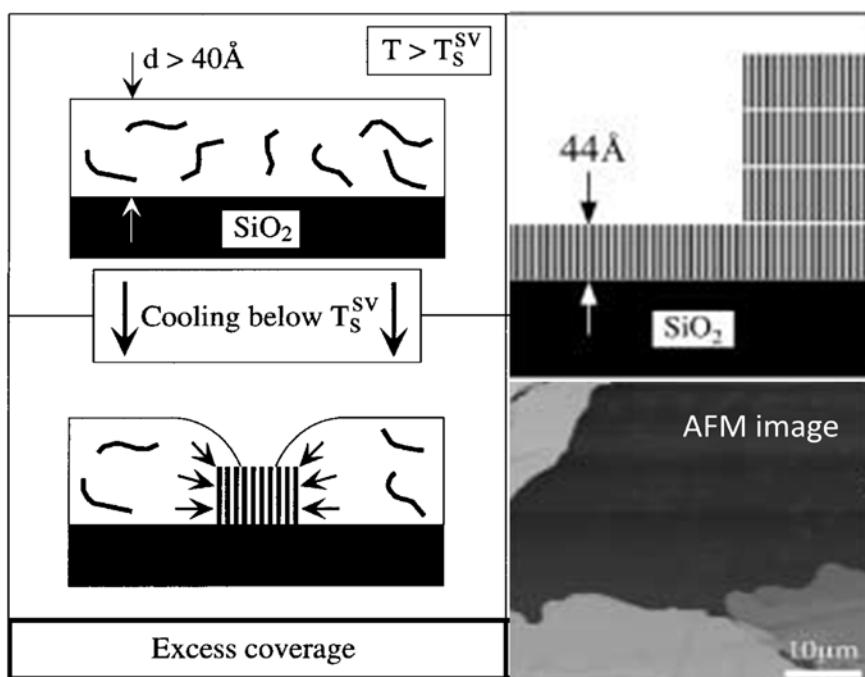 d > 40Å
T > T_S^SV
SiO₂
Cooling below T_S^SV
Excess coverage
44Å
SiO₂
AFM image
10μm